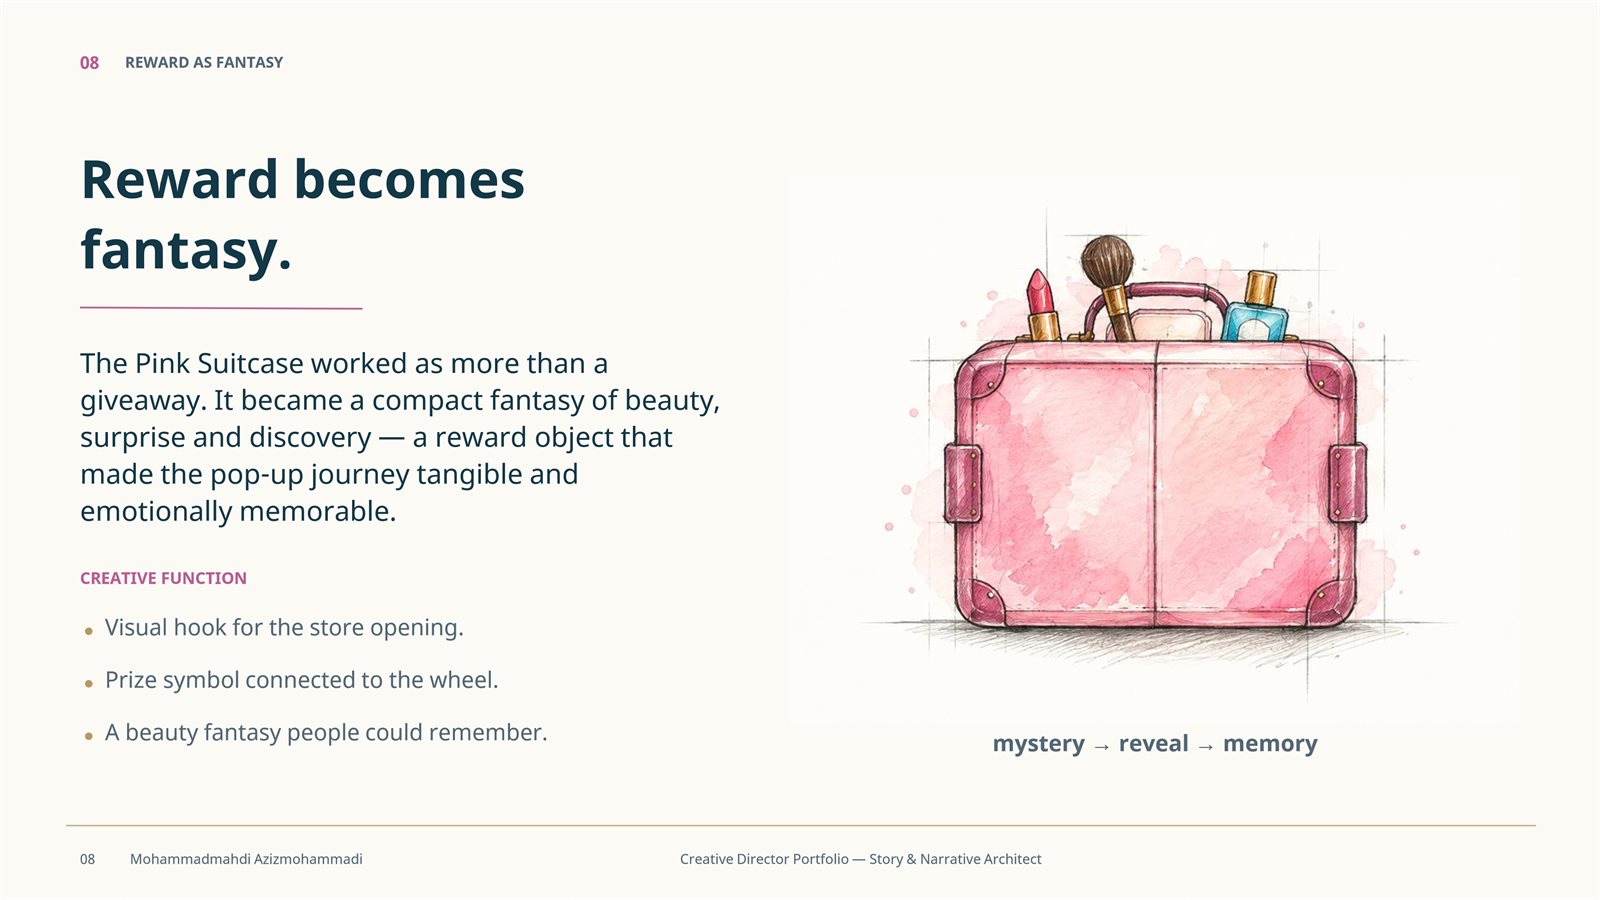 08 REWARD AS FANTASY
Reward becomes
fantasy.
The Pink Suitcase worked as more than a
giveaway. It became a compact fantasy of beauty,
surprise and discovery — a reward object that
made the pop-up journey tangible and
emotionally memorable.
CREATIVE FUNCTION
• Visual hook for the store opening.
• Prize symbol connected to the wheel.
• A beauty fantasy people could remember.
mystery → reveal → memory
08 Mohammadmahdi Azizmohammadi Creative Director Portfolio — Story & Narrative Architect